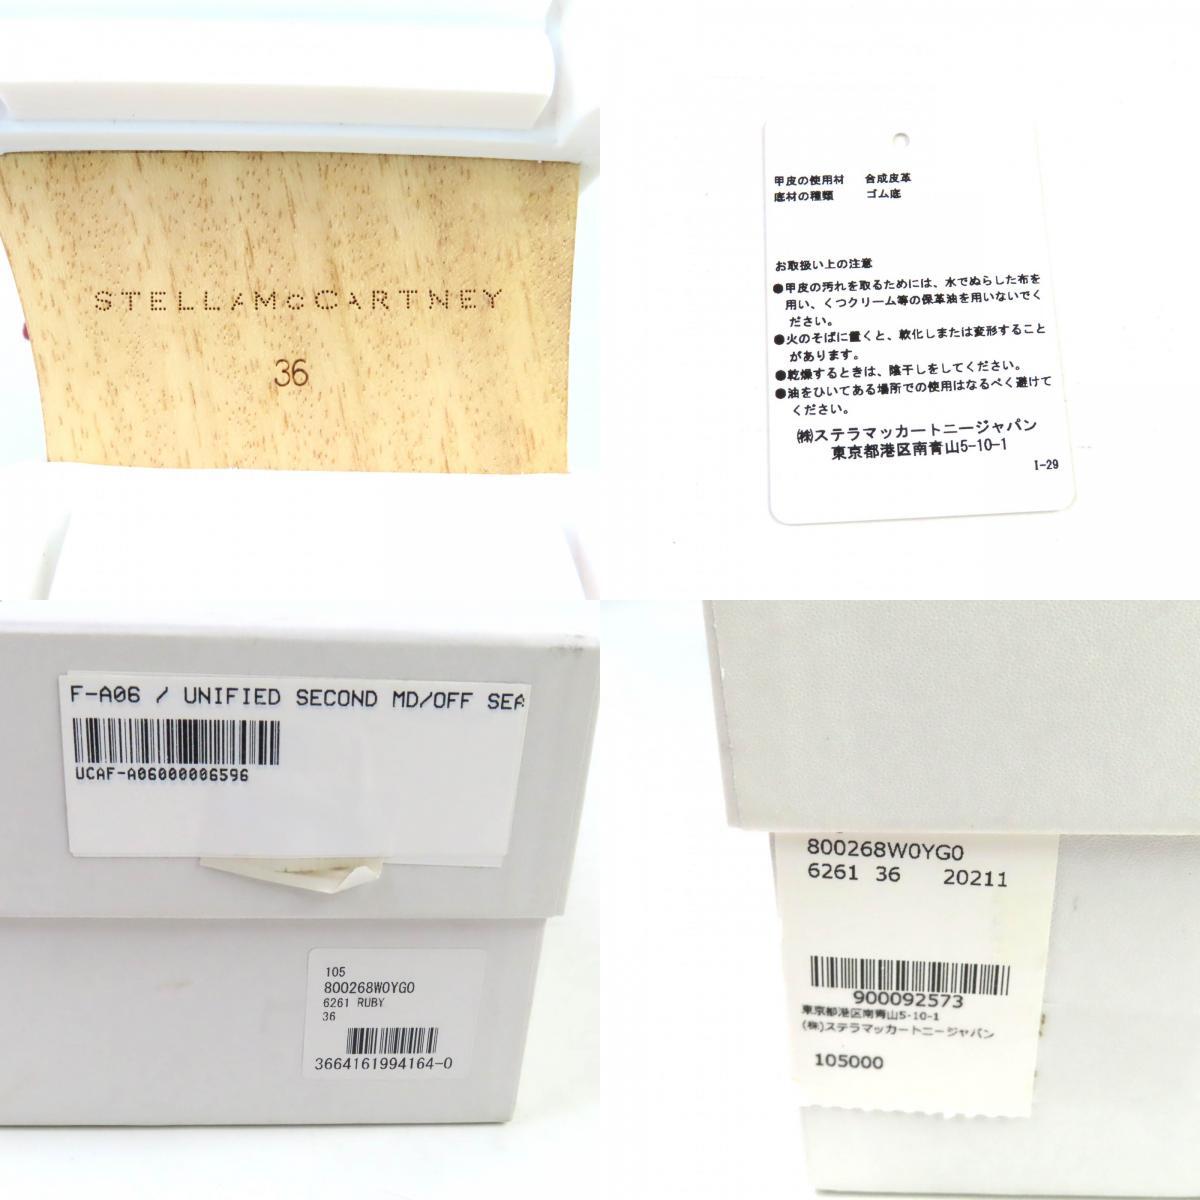 STELLA McCARTNEY
36
甲皮の使用材 合成皮革
底材の種類 ゴム底
お取扱い上の注意
●甲皮の汚れを取るためには、水でぬらした布を
用い、くつクリーム等の保革油を用いないでく
ださい。
●火のそばに置くと、軟化しまたは変形すること
があります。
●乾燥するときは、陰干しをしてください。
●油をひいてある場所での使用はなるべく避けて
ください。
㈱ステラマッカートニージャパン
東京都港区南青山5-10-1
I-29
F-A06 / UNIFIED SECOND MD/OFF SEA
UCAF-A06000006596
105
800268W0YG0
6261 RUBY
36
3664161994164-0
800268W0YG0
6261 36 20211
900092573
東京都港区南青山5-10-1
(株)ステラマッカートニージャパン
105000